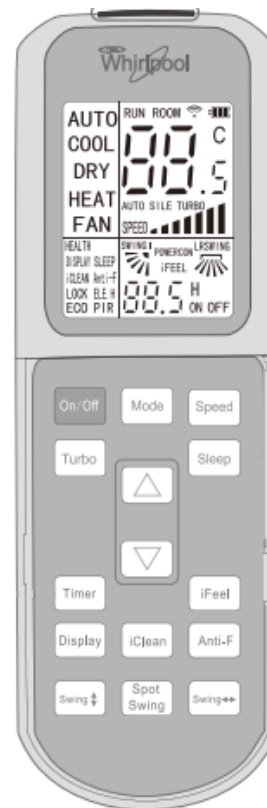 Whirlpool
AUTO
COOL
DRY
HEAT
FAN
RUN ROOM
88.5 C
AUTO SILE TURBO
SPEED
HEALTH
DISPLAY SLEEP
iCLEAN Anti-F
LOCK ELE H
ECO PIR
SWING LRSWING
POWERCON
iFEEL
88.5 H
ON OFF
On/Off Mode Speed
Turbo Sleep
Timer iFeel
Display iClean Anti-F
Swing Spot Swing Swing